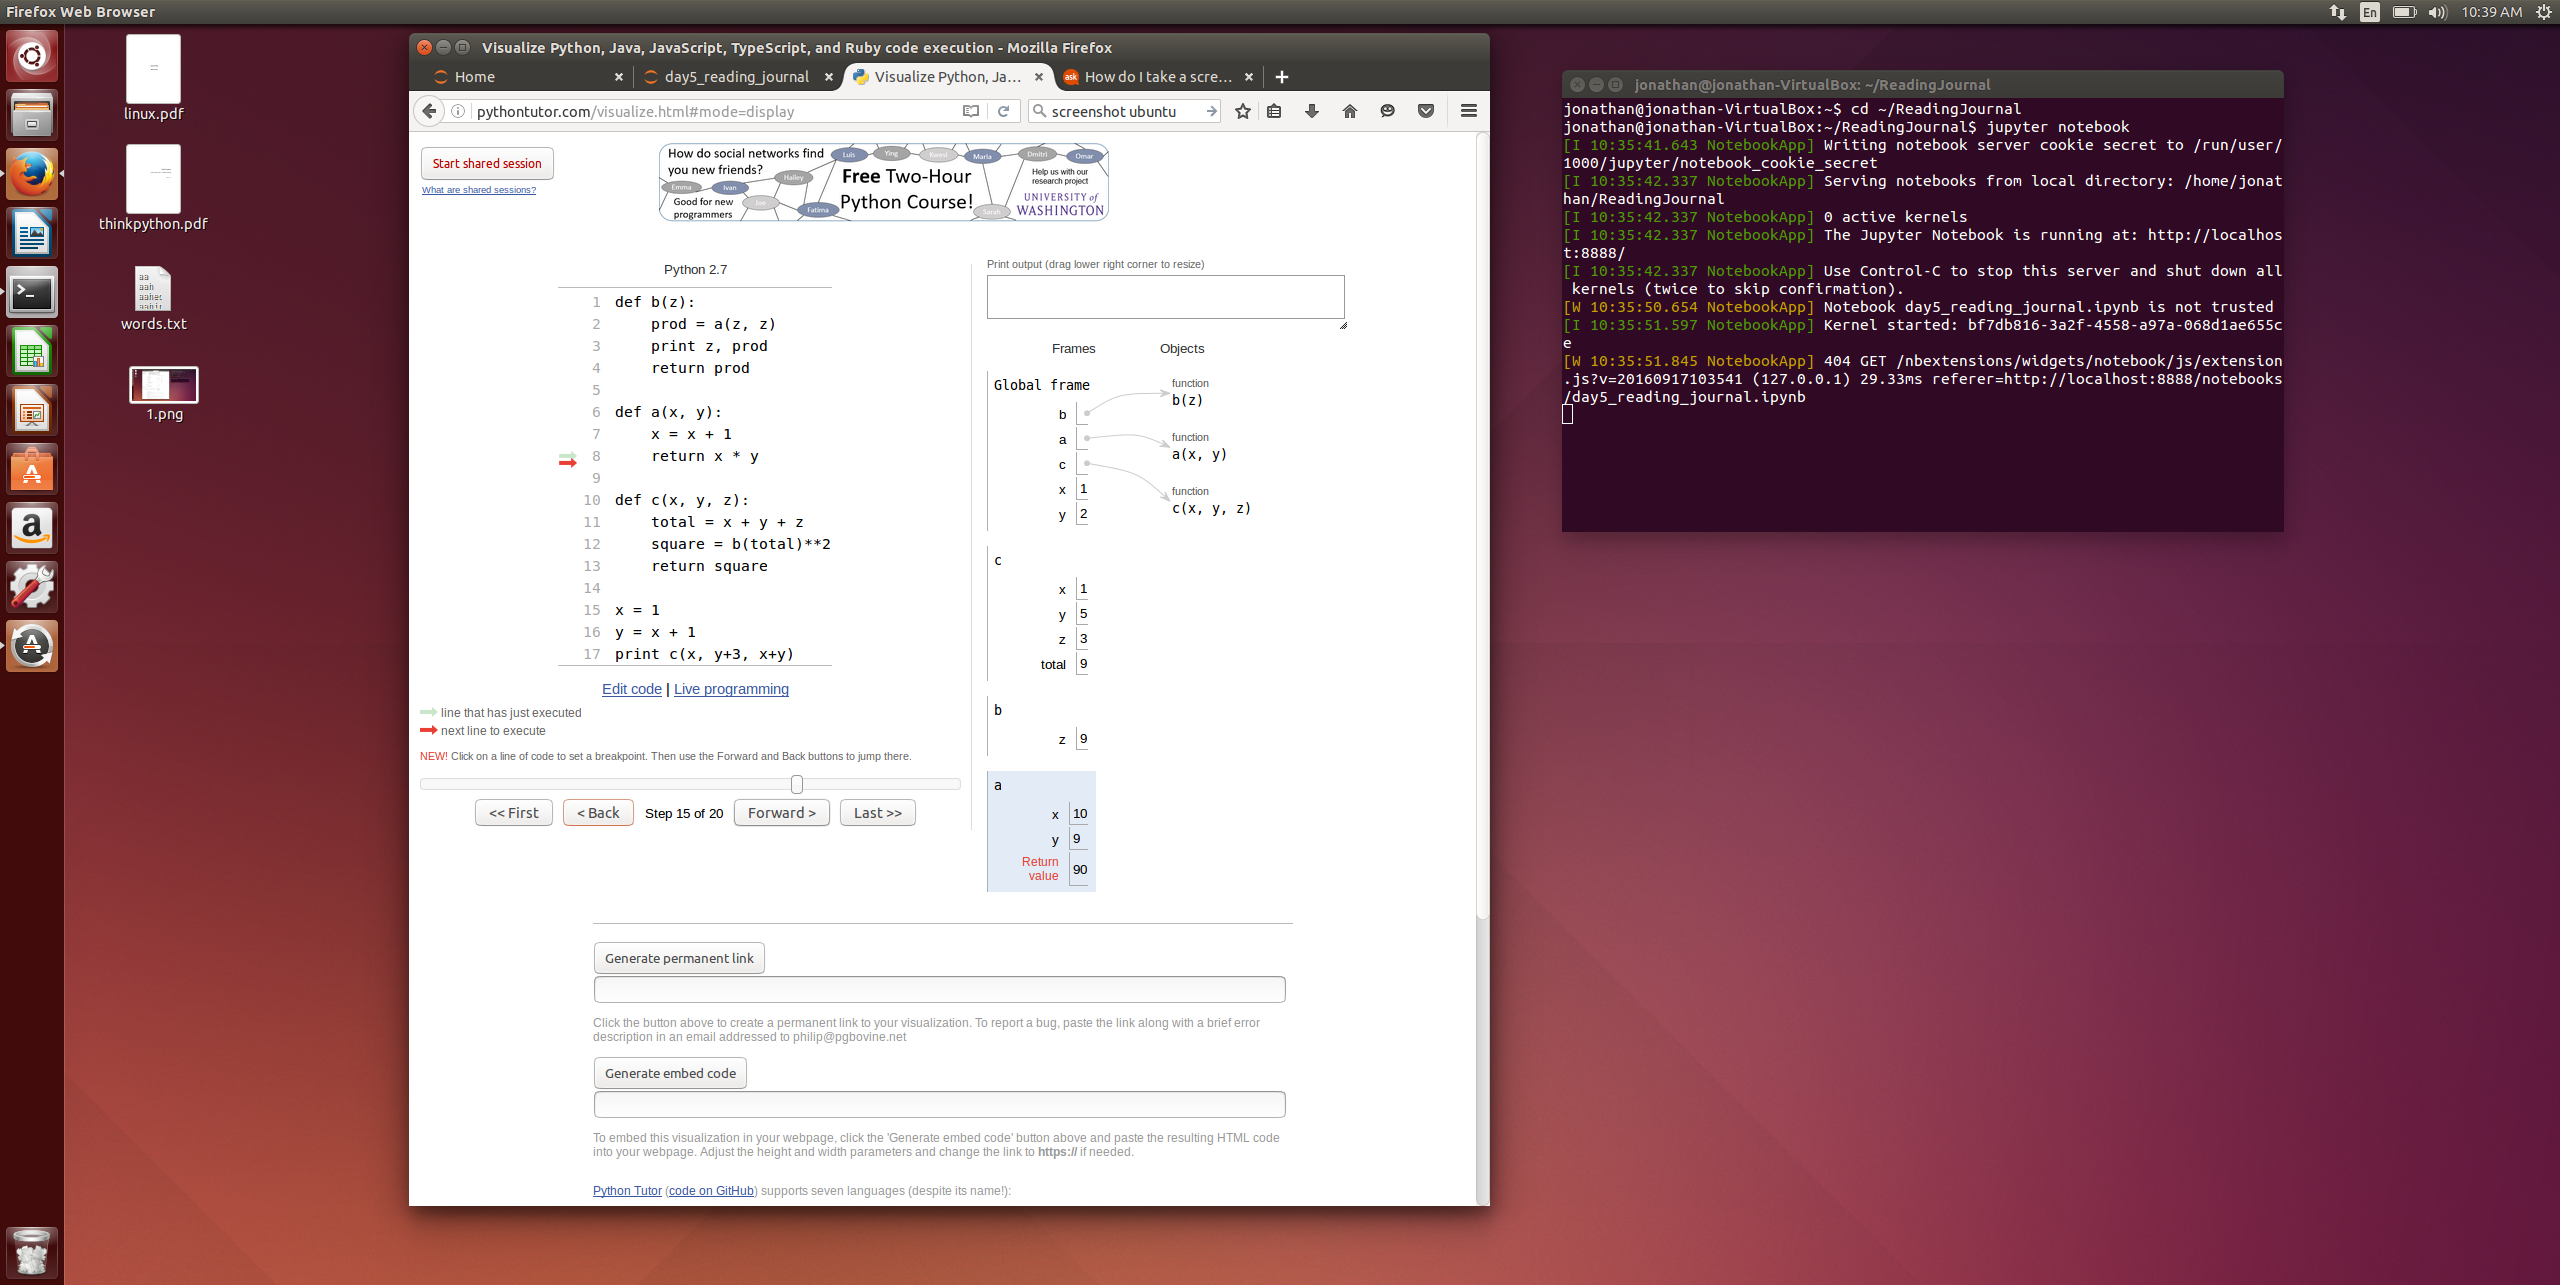 Firefox Web Browser
En
10:39 AM
linux.pdf
thinkpython.pdf
aa
aah
aahed
words.txt
1.png
Visualize Python, Java, JavaScript, TypeScript, and Ruby code execution - Mozilla Firefox
Home
day5_reading_journal
Visualize Python, Ja...
ask
How do I take a scre...
pythontutor.com/visualize.html#mode=display
screenshot ubuntu
Start shared session
What are shared sessions?
How do social networks find
you new friends?
Good for new
programmers
Luis
Ying
Kwesi
Maria
Dmitri
Omar
Emma
Ivan
Hailey
Joe
Fatima
Sarah
Free Two-Hour
Python Course!
Help us with our
research project
UNIVERSITY of
WASHINGTON
Python 2.7
1 def b(z):
2     prod = a(z, z)
3     print z, prod
4     return prod
5
6 def a(x, y):
7     x = x + 1
8     return x * y
9
10 def c(x, y, z):
11     total = x + y + z
12     square = b(total)**2
13     return square
14
15 x = 1
16 y = x + 1
17 print c(x, y+3, x+y)
Edit code | Live programming
line that has just executed
next line to execute
NEW! Click on a line of code to set a breakpoint. Then use the Forward and Back buttons to jump there.
<< First
< Back
Step 15 of 20
Forward >
Last >>
Print output (drag lower right corner to resize)
Frames
Objects
Global frame
b
a
c
x 1
y 2
function
b(z)
function
a(x, y)
function
c(x, y, z)
c
x 1
y 5
z 3
total 9
b
z 9
a
x 10
y 9
Return
value 90
Generate permanent link
Click the button above to create a permanent link to your visualization. To report a bug, paste the link along with a brief error
description in an email addressed to philip@pgbovine.net
Generate embed code
To embed this visualization in your webpage, click the 'Generate embed code' button above and paste the resulting HTML code
into your webpage. Adjust the height and width parameters and change the link to https:// if needed.
Python Tutor (code on GitHub) supports seven languages (despite its name!):
jonathan@jonathan-VirtualBox: ~/ReadingJournal
jonathan@jonathan-VirtualBox:~$ cd ~/ReadingJournal
jonathan@jonathan-VirtualBox:~/ReadingJournal$ jupyter notebook
[I 10:35:41.643 NotebookApp] Writing notebook server cookie secret to /run/user/
1000/jupyter/notebook_cookie_secret
[I 10:35:42.337 NotebookApp] Serving notebooks from local directory: /home/jonat
han/ReadingJournal
[I 10:35:42.337 NotebookApp] 0 active kernels
[I 10:35:42.337 NotebookApp] The Jupyter Notebook is running at: http://localhos
t:8888/
[I 10:35:42.337 NotebookApp] Use Control-C to stop this server and shut down all
 kernels (twice to skip confirmation).
[W 10:35:50.654 NotebookApp] Notebook day5_reading_journal.ipynb is not trusted
[I 10:35:51.597 NotebookApp] Kernel started: bf7db816-3a2f-4558-a97a-068d1ae655c
e
[W 10:35:51.845 NotebookApp] 404 GET /nbextensions/widgets/notebook/js/extension
.js?v=20160917103541 (127.0.0.1) 29.33ms referer=http://localhost:8888/notebooks
/day5_reading_journal.ipynb